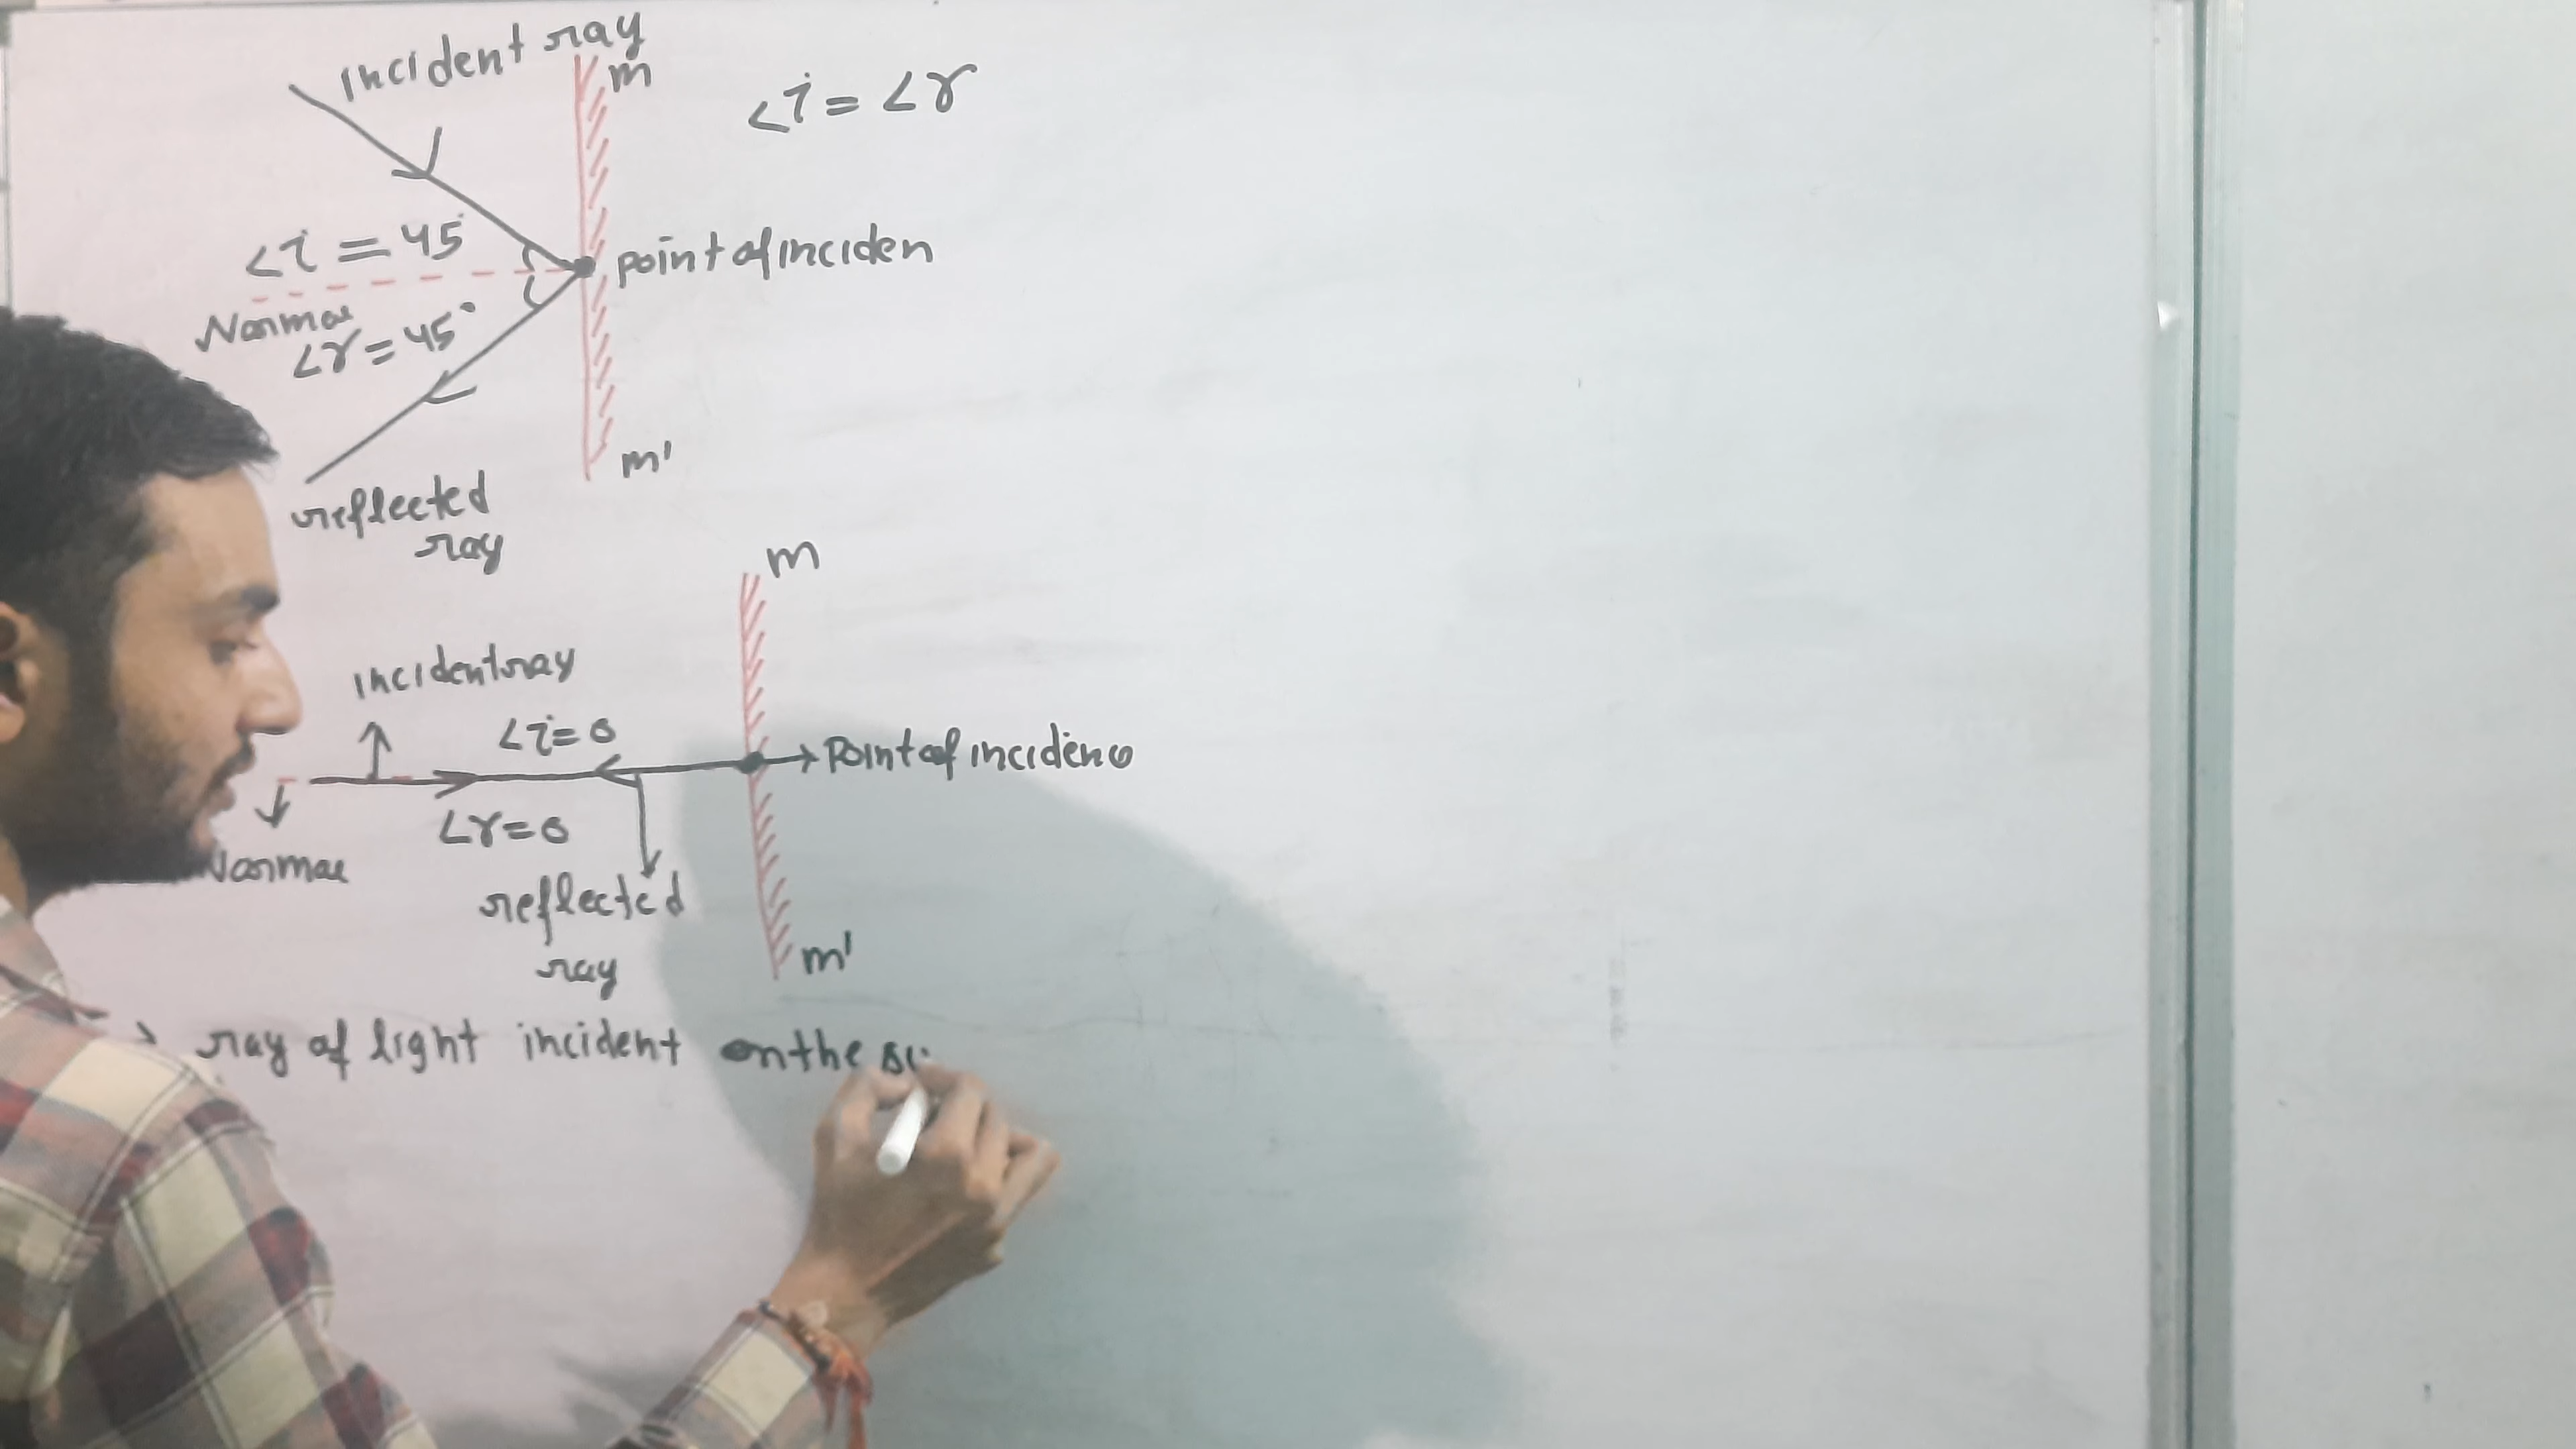 incident ray
m
∠i = ∠r
∠i = 45°
point of inciden
Normal
∠r = 45°
m'
reflected
ray
m
incident ray
∠i = 0
Point of incidence
∠r = 0
Normal
reflected
ray
m'
→ ray of light incident on the